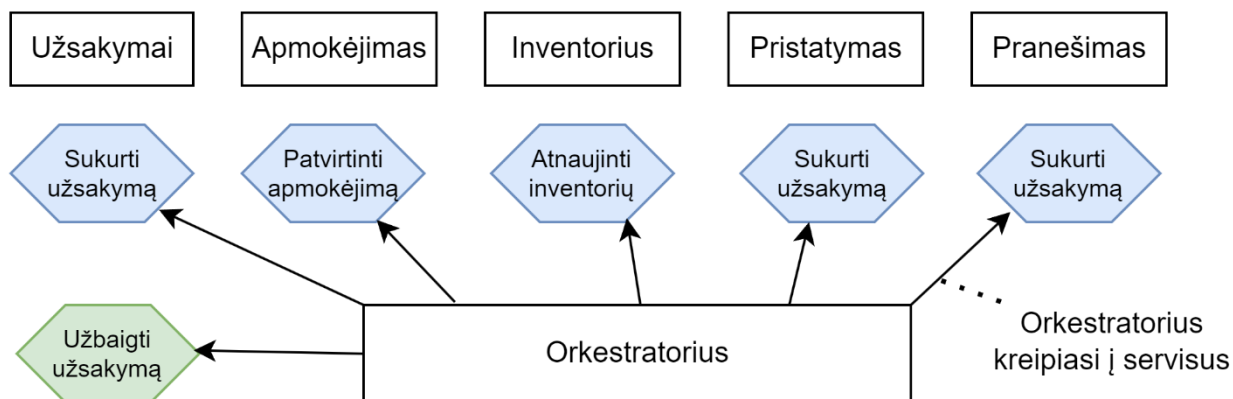 Užsakymai
Apmokėjimas
Inventorius
Pristatymas
Pranešimas
Sukurti
užsakymą
Patvirtinti
apmokėjimą
Atnaujinti
inventorių
Sukurti
užsakymą
Sukurti
užsakymą
Užbaigti
užsakymą
Orkestratorius
Orkestratorius
kreipiasi į servisus